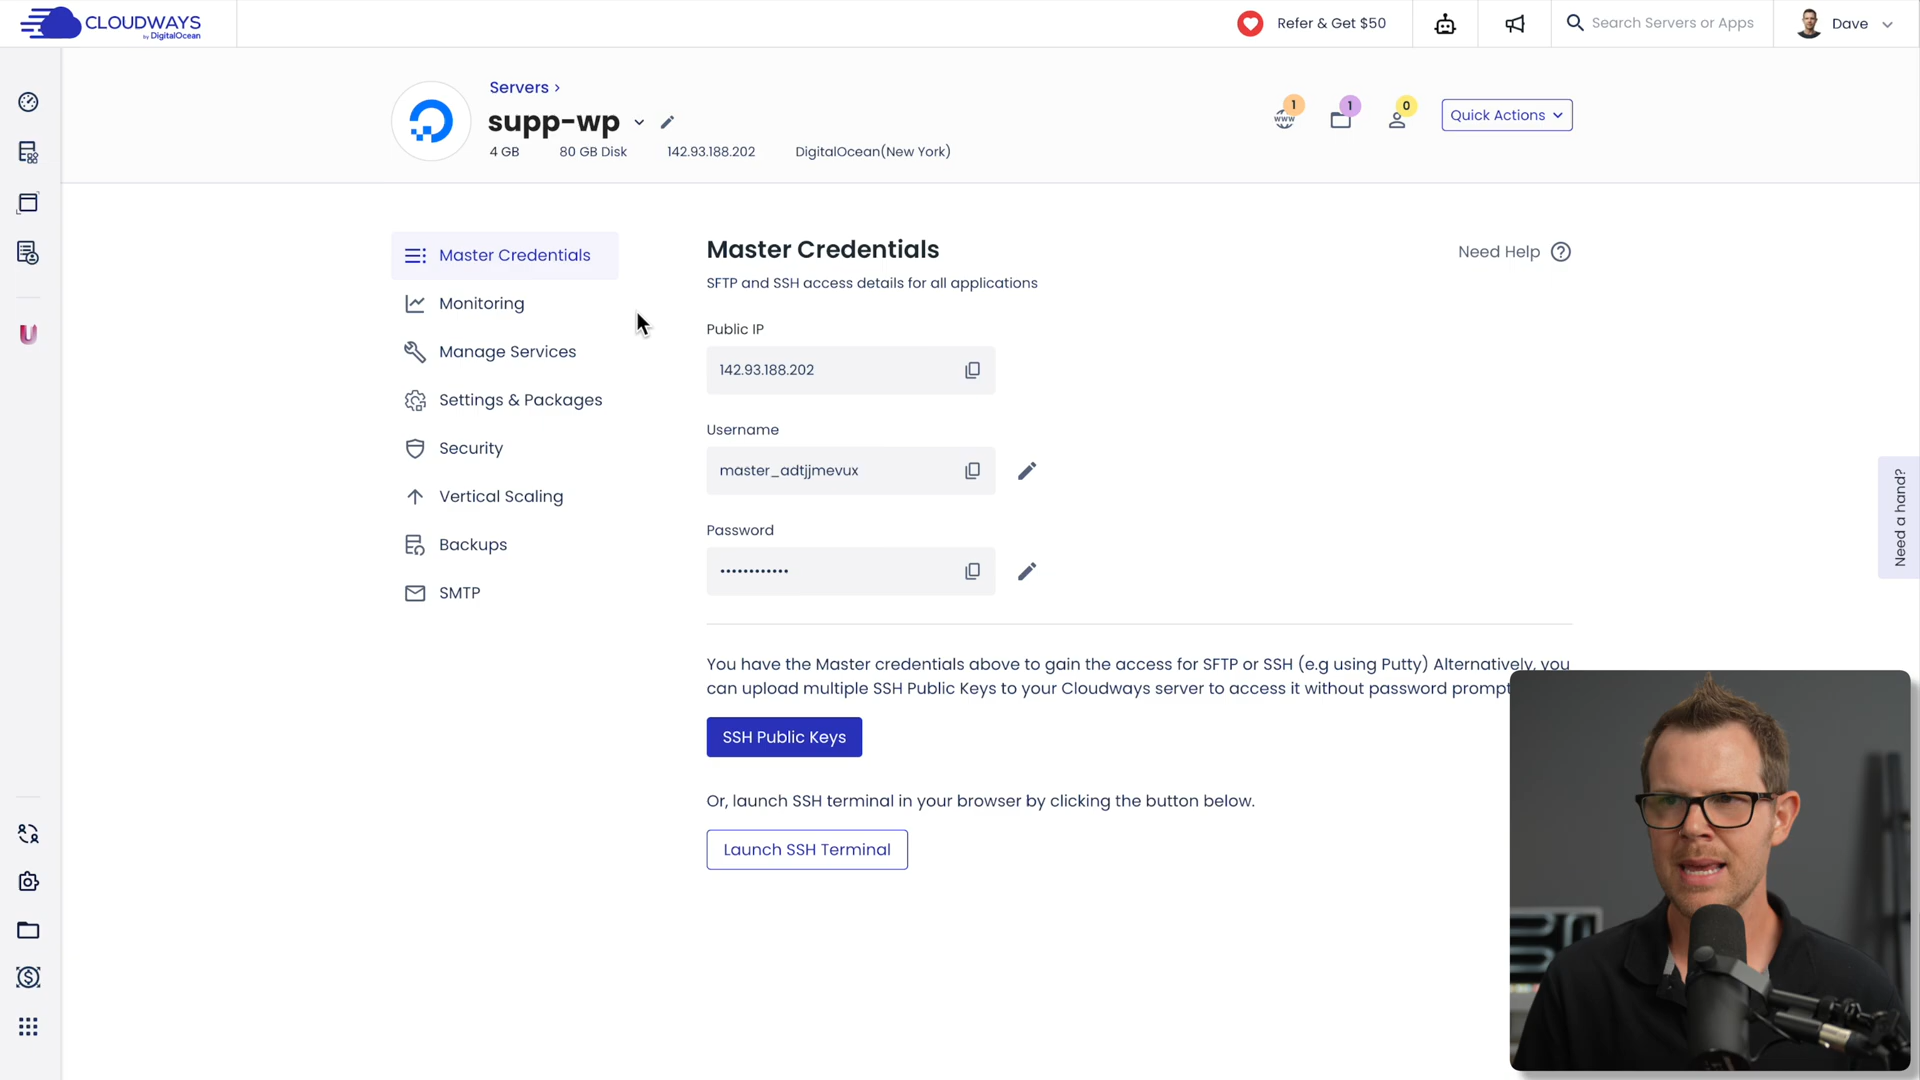 CLOUDWAYS
by DigitalOcean
Refer & Get $50
Search Servers or Apps
Dave
Servers ›
supp-wp
4 GB 80 GB Disk 142.93.188.202 DigitalOcean(New York)
1
www
1
0
Quick Actions
Master Credentials
Monitoring
Manage Services
Settings & Packages
Security
Vertical Scaling
Backups
SMTP
Master Credentials
Need Help
SFTP and SSH access details for all applications
Public IP
142.93.188.202
Username
master_adtjjmevux
Password
••••••••••••
You have the Master credentials above to gain the access for SFTP or SSH (e.g using Putty) Alternatively, you
can upload multiple SSH Public Keys to your Cloudways server to access it without password prompt
SSH Public Keys
Or, launch SSH terminal in your browser by clicking the button below.
Launch SSH Terminal
Need a hand?
U